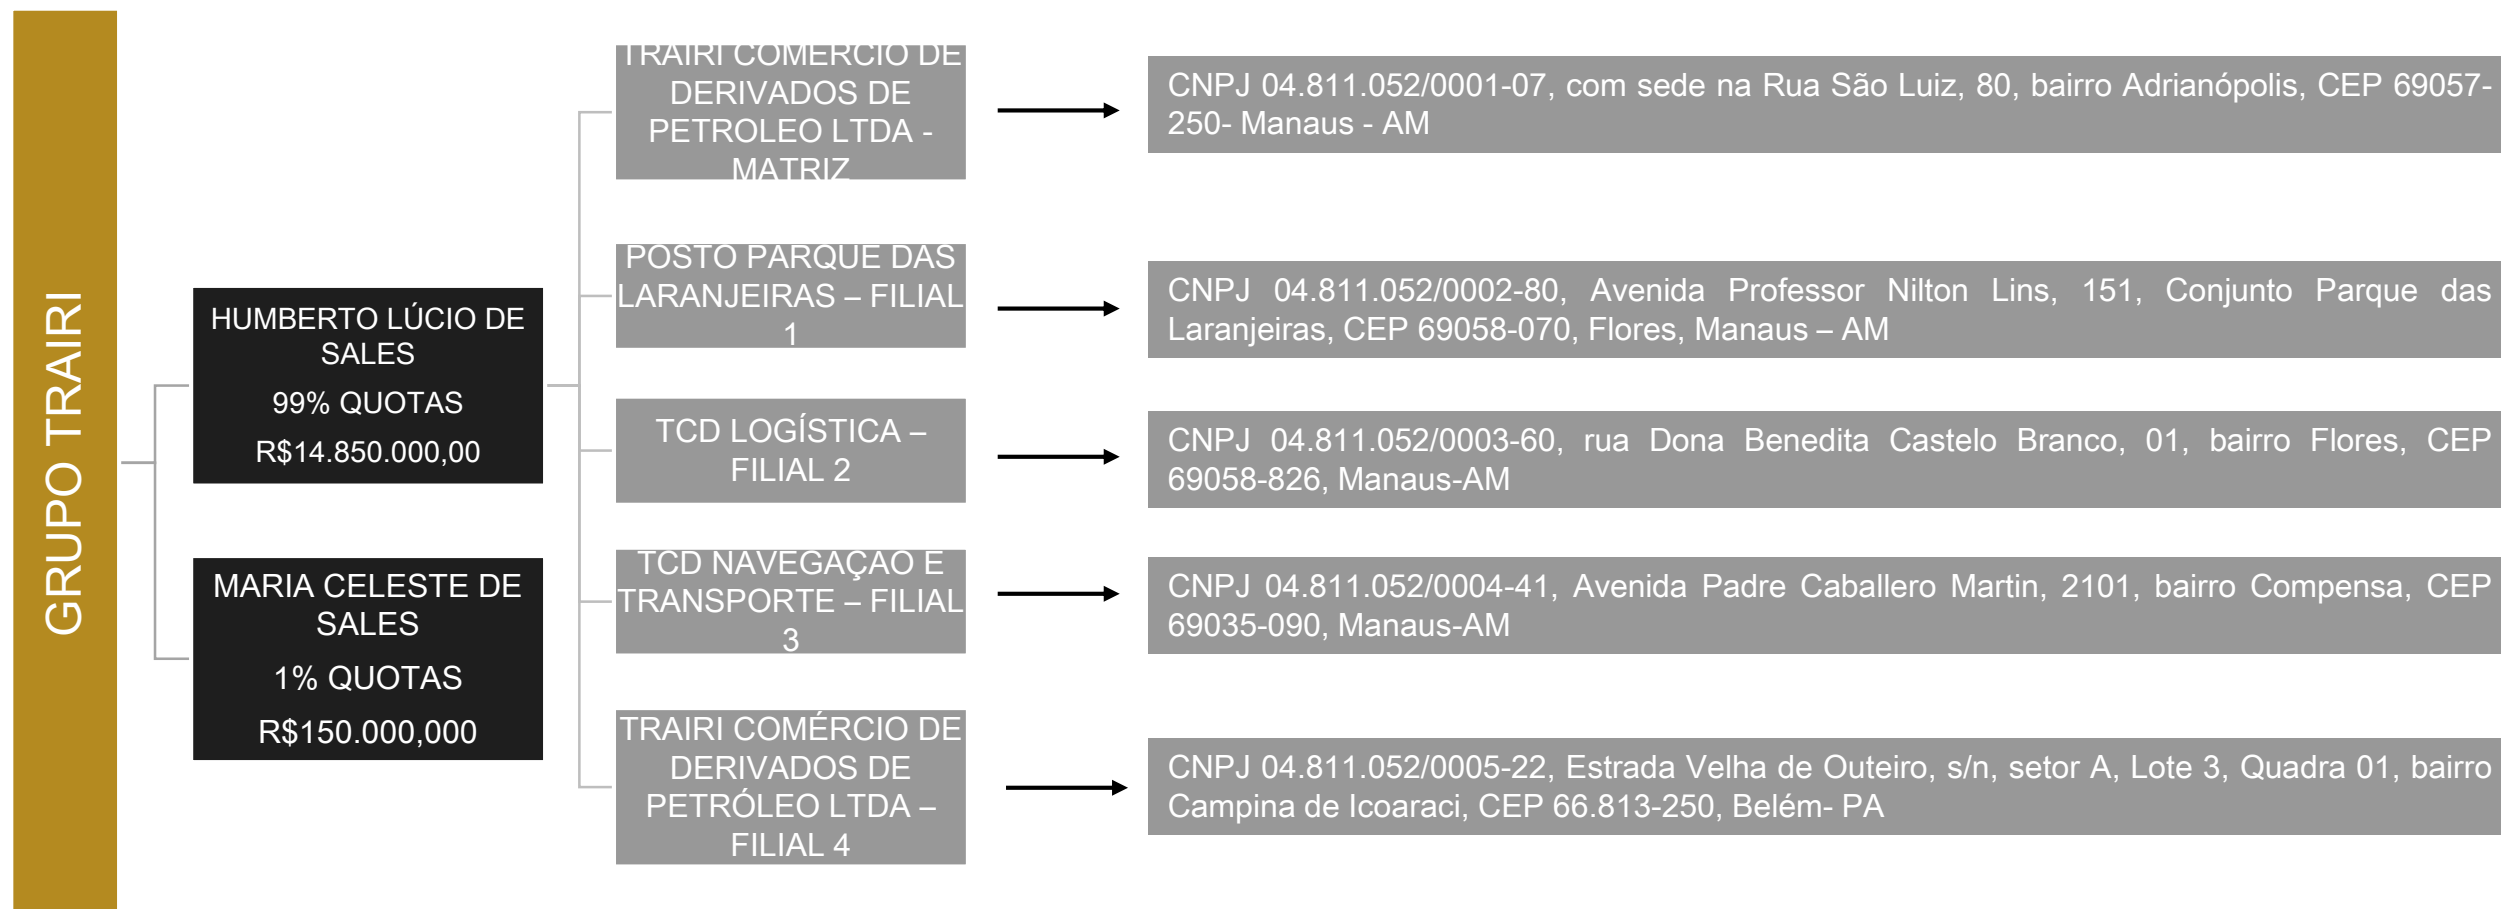 GRUPO TRAIRI
HUMBERTO LÚCIO DE
SALES
99% QUOTAS
R$14.850.000,00
MARIA CELESTE DE
SALES
1% QUOTAS
R$150.000,000
TRAIRI COMERCIO DE
DERIVADOS DE
PETROLEO LTDA -
MATRIZ
CNPJ 04.811.052/0001-07, com sede na Rua São Luiz, 80, bairro Adrianópolis, CEP 69057-
250- Manaus - AM
POSTO PARQUE DAS
LARANJEIRAS – FILIAL
1
CNPJ 04.811.052/0002-80, Avenida Professor Nilton Lins, 151, Conjunto Parque das
Laranjeiras, CEP 69058-070, Flores, Manaus – AM
TCD LOGÍSTICA –
FILIAL 2
CNPJ 04.811.052/0003-60, rua Dona Benedita Castelo Branco, 01, bairro Flores, CEP
69058-826, Manaus-AM
TCD NAVEGAÇAO E
TRANSPORTE – FILIAL
3
CNPJ 04.811.052/0004-41, Avenida Padre Caballero Martin, 2101, bairro Compensa, CEP
69035-090, Manaus-AM
TRAIRI COMÉRCIO DE
DERIVADOS DE
PETRÓLEO LTDA –
FILIAL 4
CNPJ 04.811.052/0005-22, Estrada Velha de Outeiro, s/n, setor A, Lote 3, Quadra 01, bairro
Campina de Icoaraci, CEP 66.813-250, Belém- PA